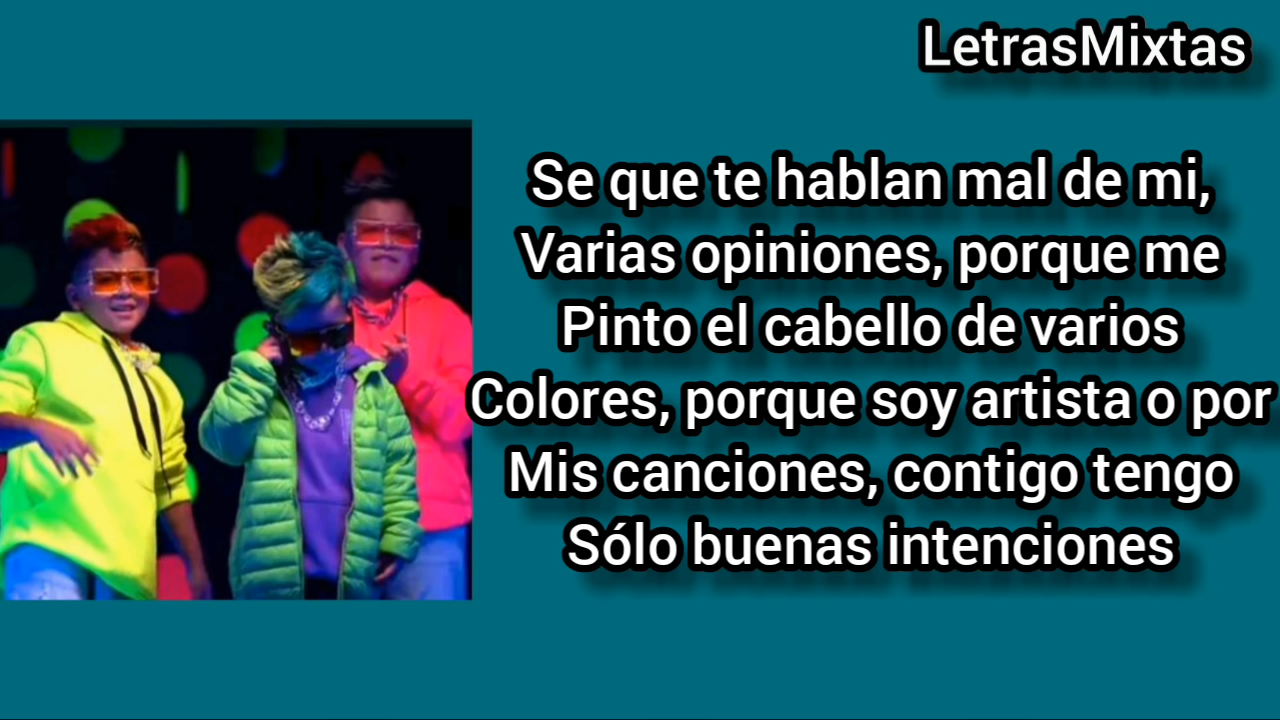 LetrasMixtas
Se que te hablan mal de mi,
Varias opiniones, porque me
Pinto el cabello de varios
Colores, porque soy artista o por
Mis canciones, contigo tengo
Sólo buenas intenciones